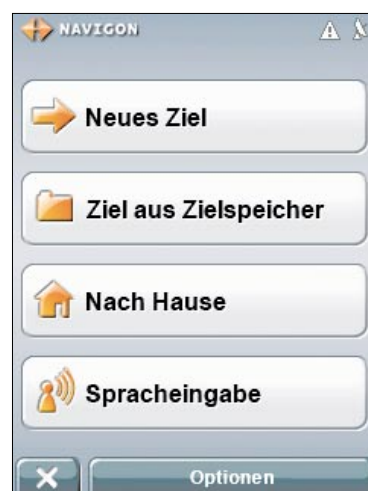 NAVIGON
Neues Ziel
Ziel aus Zielspeicher
Nach Hause
Spracheingabe
Optionen